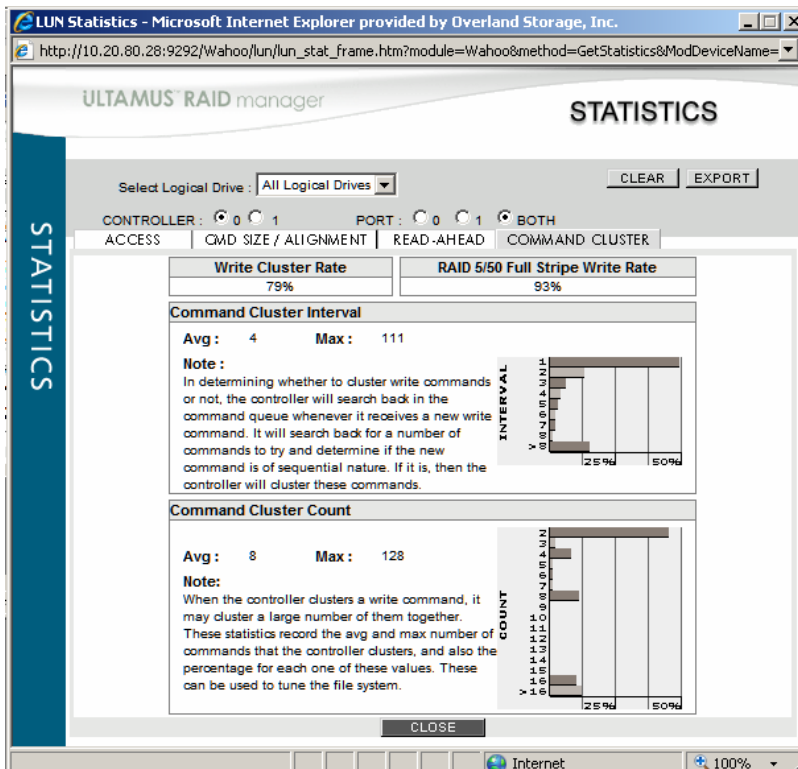 LUN Statistics - Microsoft Internet Explorer provided by Overland Storage, Inc.
http://10.20.80.28:9292/Wahoo/lun/lun_stat_frame.htm?module=Wahoo&method=GetStatistics&ModDeviceName=
ULTAMUS™ RAID manager
STATISTICS
Select Logical Drive : All Logical Drives
CLEAR EXPORT
CONTROLLER : 0 1 PORT : 0 1 BOTH
ACCESS CMD SIZE / ALIGNMENT READ-AHEAD COMMAND CLUSTER
STATISTICS
Write Cluster Rate RAID 5/50 Full Stripe Write Rate
79% 93%
Command Cluster Interval
Avg : 4 Max : 111
Note :
In determining whether to cluster write commands
or not, the controller will search back in the
command queue whenever it receives a new write
command. It will search back for a number of
commands to try and determine if the new
command is of sequential nature. If it is, then the
controller will cluster these commands.
INTERVAL
1
2
3
4
5
6
7
8
>8
25% 50%
Command Cluster Count
Avg : 8 Max : 128
Note:
When the controller clusters a write command, it
may cluster a large number of them together.
These statistics record the avg and max number of
commands that the controller clusters, and also the
percentage for each one of these values. These
can be used to tune the file system.
COUNT
2
3
4
5
6
7
8
9
10
11
12
13
14
15
16
>16
25% 50%
CLOSE
Internet 100%